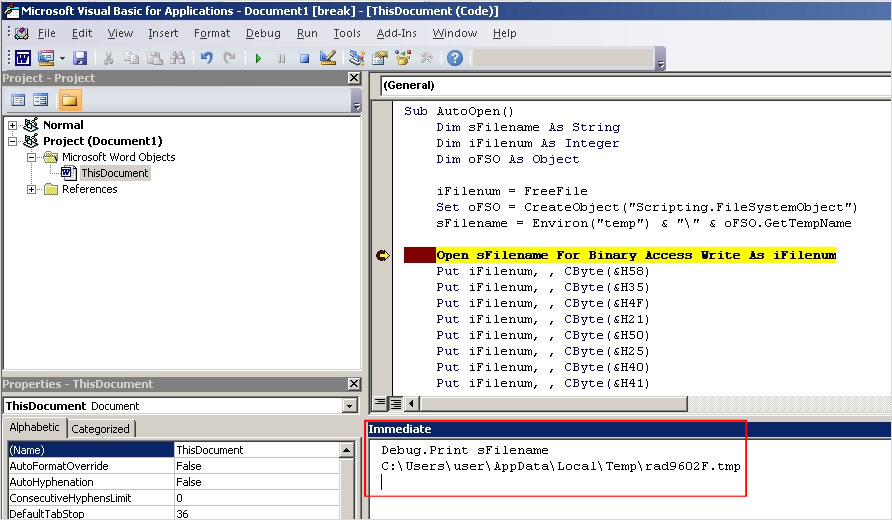 Microsoft Visual Basic for Applications - Document1 [break] - [ThisDocument (Code)]
File Edit View Insert Format Debug Run Tools Add-Ins Window Help
Project - Project
Normal
Project (Document1)
Microsoft Word Objects
ThisDocument
References
Properties - ThisDocument
ThisDocument Document
Alphabetic Categorized
(Name) ThisDocument
AutoFormatOverride False
AutoHyphenation False
ConsecutiveHyphensLimit 0
DefaultTabStop 36
(General)
Sub AutoOpen()
Dim sFilename As String
Dim iFilenum As Integer
Dim oFSO As Object
iFilenum = FreeFile
Set oFSO = CreateObject("Scripting.FileSystemObject")
sFilename = Environ("temp") & "\" & oFSO.GetTempName
Open sFilename For Binary Access Write As iFilenum
Put iFilenum, , CByte(&H58)
Put iFilenum, , CByte(&H35)
Put iFilenum, , CByte(&H4F)
Put iFilenum, , CByte(&H21)
Put iFilenum, , CByte(&H50)
Put iFilenum, , CByte(&H25)
Put iFilenum, , CByte(&H40)
Put iFilenum, , CByte(&H41)
Immediate
Debug.Print sFilename
C:\Users\user\AppData\Local\Temp\rad9602F.tmp